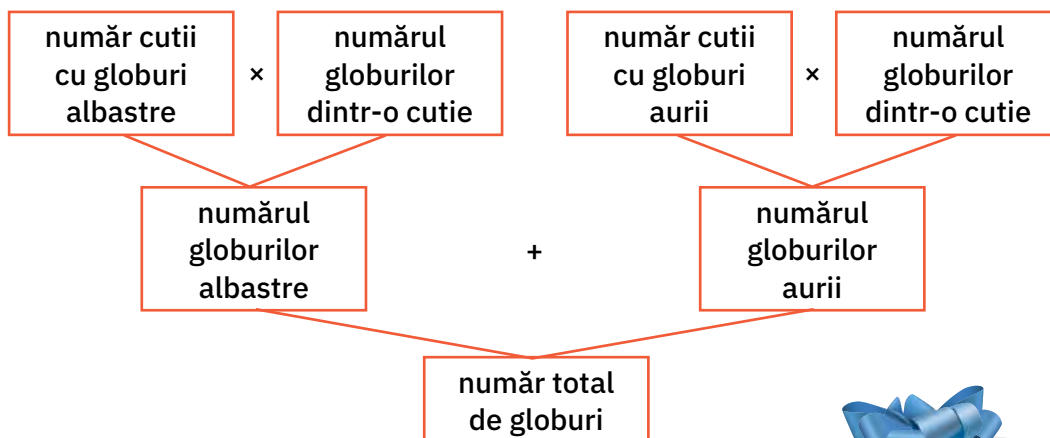 număr cutii
cu globuri
albastre
×
numărul
globurilor
dintr-o cutie
număr cutii
cu globuri
aurii
×
numărul
globurilor
dintr-o cutie
numărul
globurilor
albastre
+
numărul
globurilor
aurii
număr total
de globuri